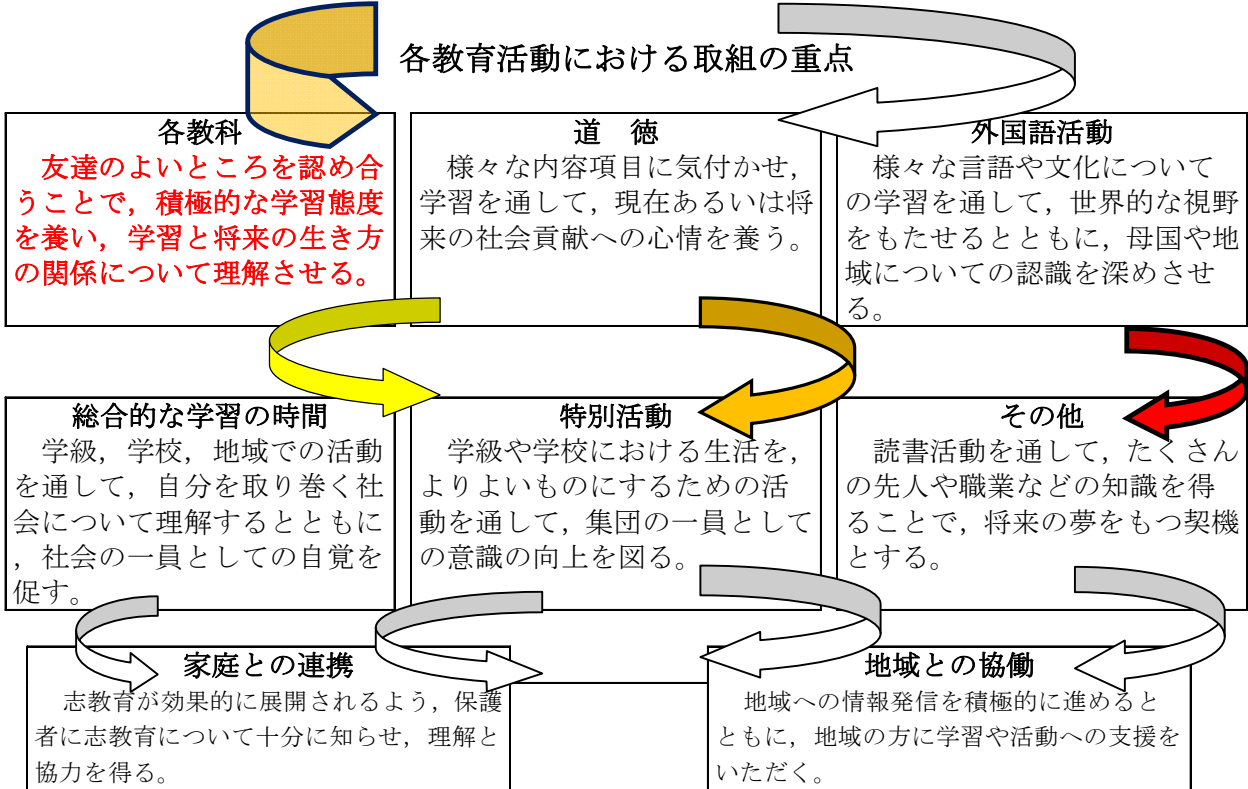 各教育活動における取組の重点
各教科
友達のよいところを認め合
うことで，積極的な学習態度
を養い，学習と将来の生き方
の関係について理解させる。
道　徳
様々な内容項目に気付かせ，
学習を通して，現在あるいは将
来の社会貢献への心情を養う。
外国語活動
様々な言語や文化について
の学習を通して，世界的な視野
をもたせるとともに，母国や地
域についての認識を深めさせ
る。
総合的な学習の時間
学級，学校，地域での活動
を通して，自分を取り巻く社
会について理解するとともに
，社会の一員としての自覚を
促す。
特別活動
学級や学校における生活を，
よりよいものにするための活
動を通して，集団の一員として
の意識の向上を図る。
その他
読書活動を通して，たくさん
の先人や職業などの知識を得
ることで，将来の夢をもつ契機
とする。
家庭との連携
志教育が効果的に展開されるよう，保護
者に志教育について十分に知らせ，理解と
協力を得る。
地域との協働
地域への情報発信を積極的に進めると
ともに，地域の方に学習や活動への支援を
いただく。